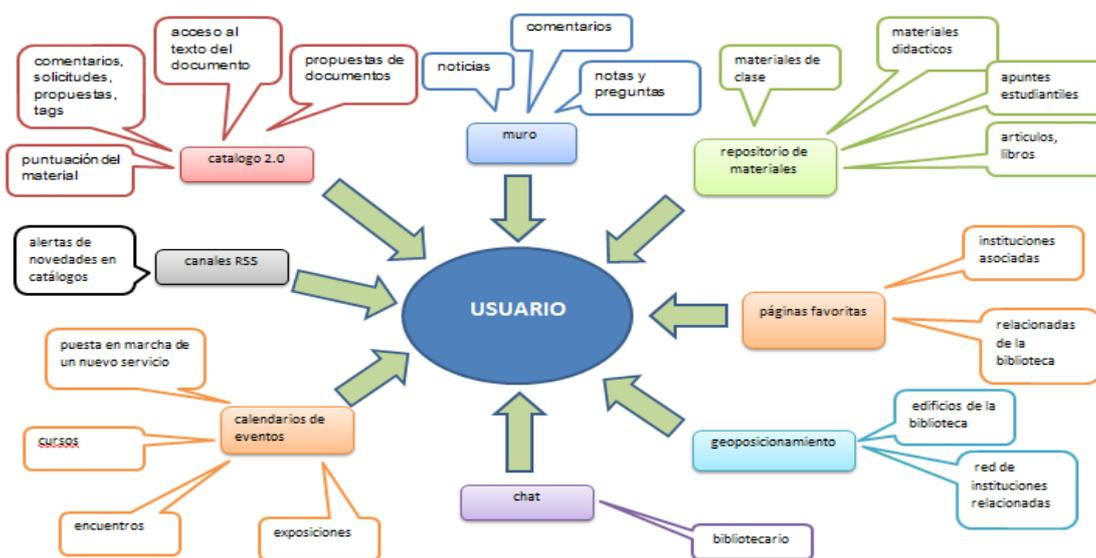 comentarios,
solicitudes,
propuestas,
tags
acceso al
texto del
documento
propuestas de
documentos
puntuación del
material
catalogo 2.0
noticias
comentarios
notas y
preguntas
muro
materiales de
clase
materiales
didacticos
apuntes
estudiantiles
articulos,
libros
repositorio de
materiales
alertas de
novedades en
catálogos
canales RSS
USUARIO
instituciones
asociadas
páginas favoritas
relacionadas
de la
biblioteca
puesta en marcha de
un nuevo servicio
calendarios de
eventos
cursos
encuentros
exposiciones
chat
bibliotecario
geoposicionamiento
edificios de la
biblioteca
red de
instituciones
relacionadas